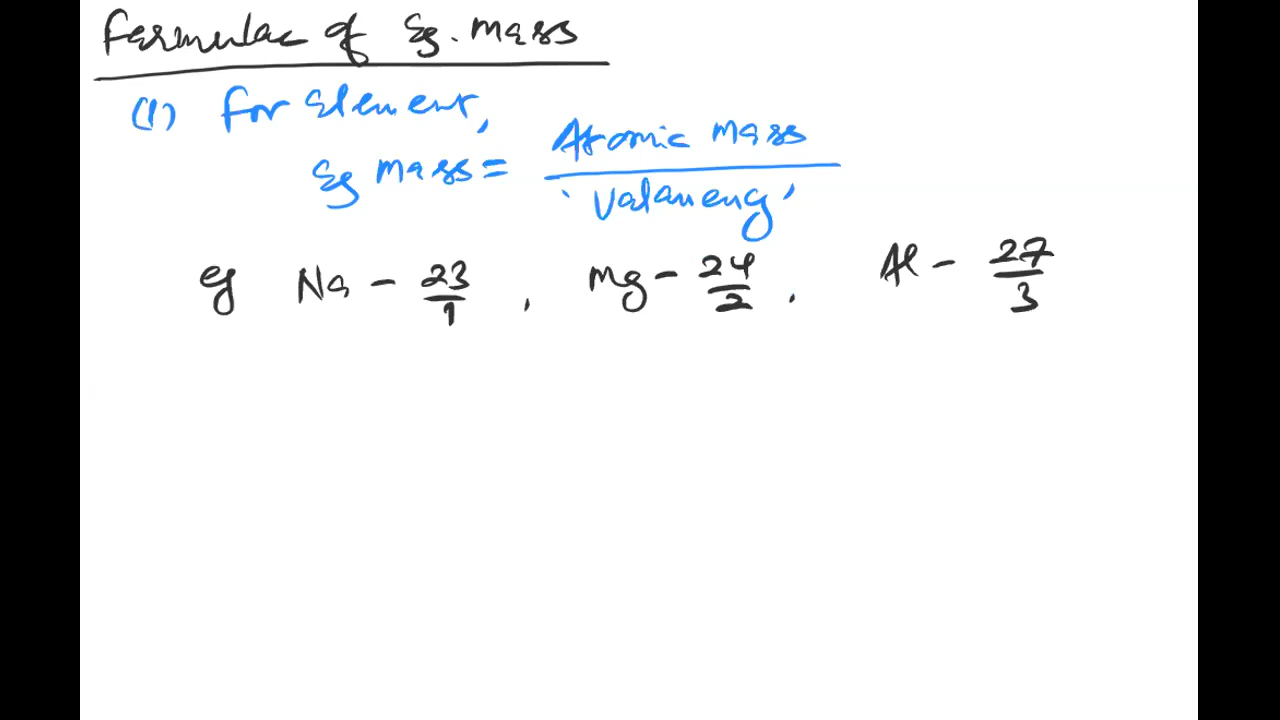 Formulae of Eq. mass
(1) For Element,
Eq mass = Atomic mass / 'Valancy'
eg Na - 23/1 , Mg - 24/2 , Al - 27/3